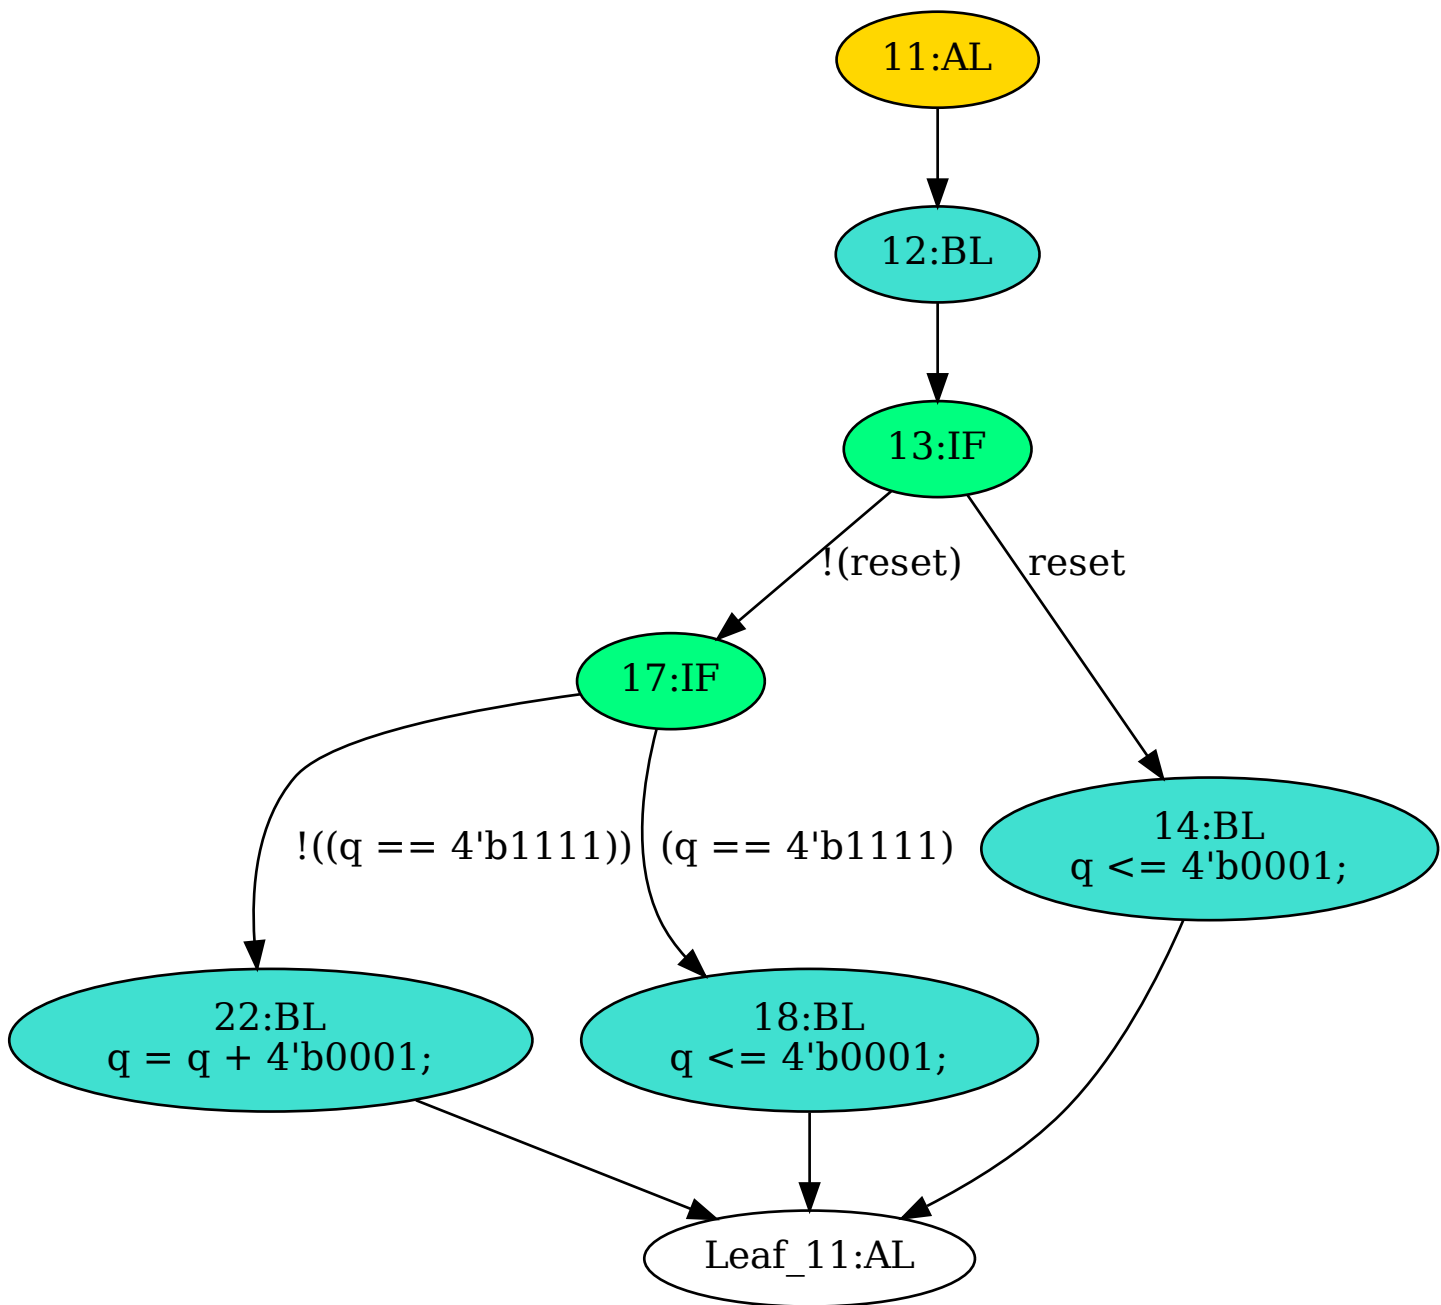 11:AL
12:BL
13:IF
!(reset)
reset
17:IF
!((q == 4'b1111))
(q == 4'b1111)
14:BL
q <= 4'b0001;
22:BL
q = q + 4'b0001;
18:BL
q <= 4'b0001;
Leaf_11:AL